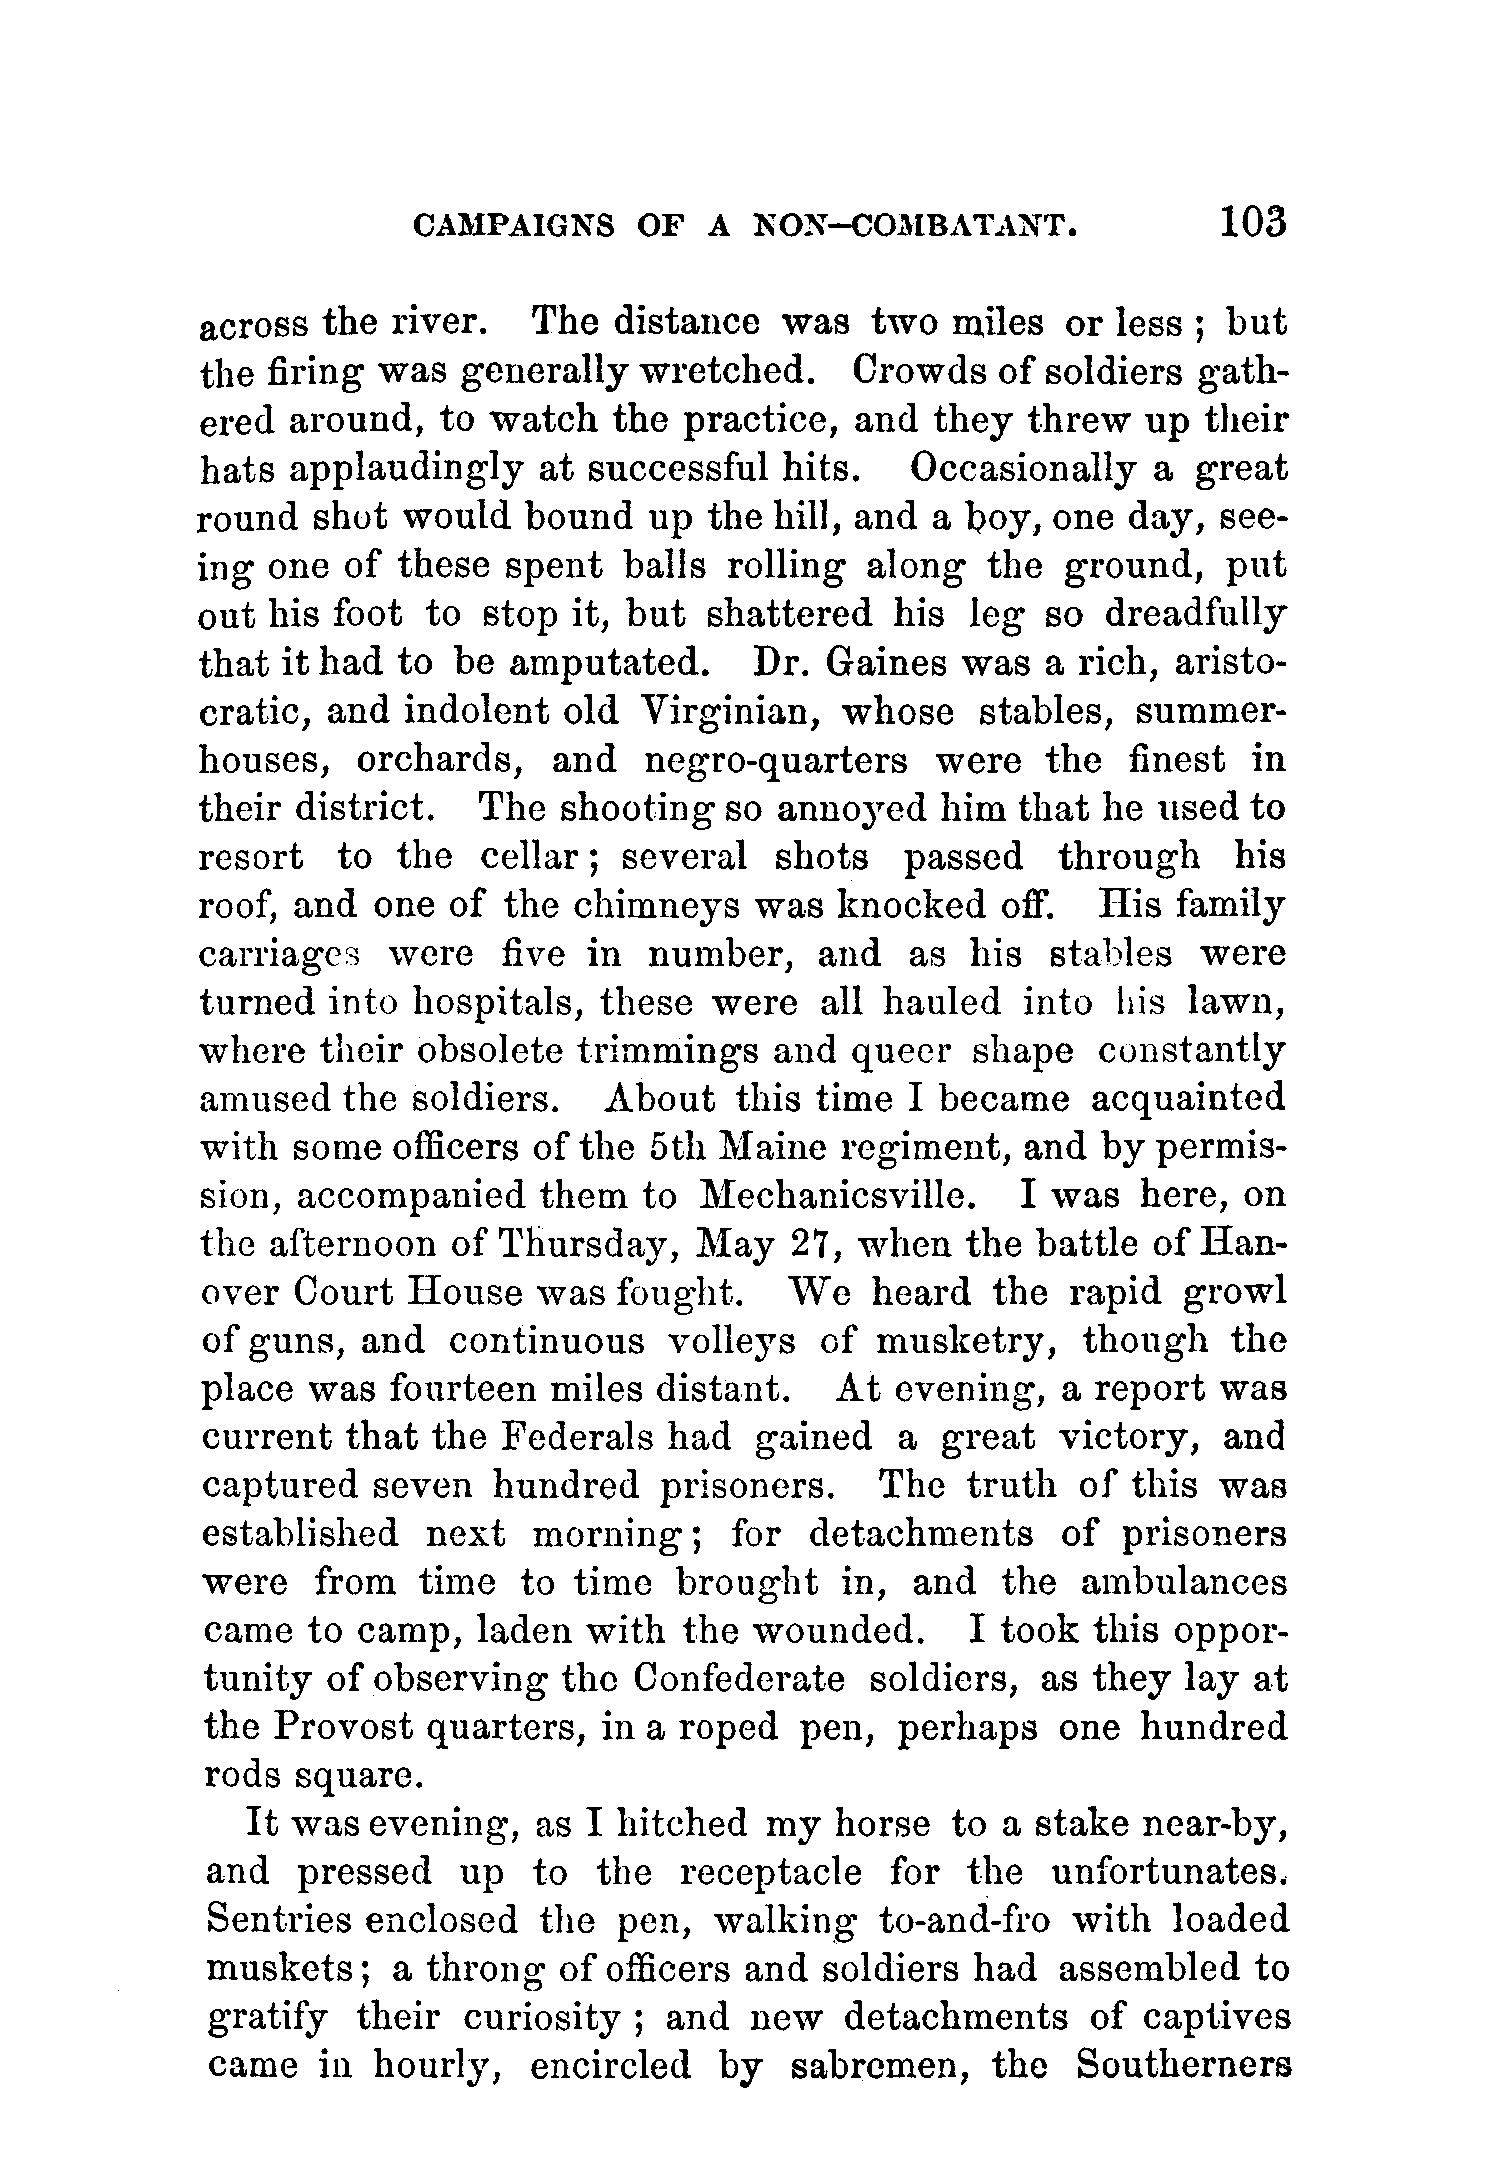 CAMPAIGNS OF A NON-COMBATANT. 103
across the river. The distance was two miles or less ; but
the firing was generally wretched. Crowds of soldiers gath-
ered around, to watch the practice, and they threw up their
hats applaudingly at successful hits. Occasionally a great
round shot would bound up the hill, and a boy, one day, see-
ing one of these spent balls rolling along the ground, put
out his foot to stop it, but shattered his leg so dreadfully
that it had to be amputated. Dr. Gaines was a rich, aristo-
cratic, and indolent old Virginian, whose stables, summer-
houses, orchards, and negro-quarters were the finest in
their district. The shooting so annoyed him that he used to
resort to the cellar ; several shots passed through his
roof, and one of the chimneys was knocked off. His family
carriages were five in number, and as his stables were
turned into hospitals, these were all hauled into his lawn,
where their obsolete trimmings and queer shape constantly
amused the soldiers. About this time I became acquainted
with some officers of the 5th Maine regiment, and by permis-
sion, accompanied them to Mechanicsville. I was here, on
the afternoon of Thursday, May 27, when the battle of Han-
over Court House was fought. We heard the rapid growl
of guns, and continuous volleys of musketry, though the
place was fourteen miles distant. At evening, a report was
current that the Federals had gained a great victory, and
captured seven hundred prisoners. The truth of this was
established next morning ; for detachments of prisoners
were from time to time brought in, and the ambulances
came to camp, laden with the wounded. I took this oppor-
tunity of observing the Confederate soldiers, as they lay at
the Provost quarters, in a roped pen, perhaps one hundred
rods square.
It was evening, as I hitched my horse to a stake near-by,
and pressed up to the receptacle for the unfortunates.
Sentries enclosed the pen, walking to-and-fro with loaded
muskets ; a throng of officers and soldiers had assembled to
gratify their curiosity ; and new detachments of captives
came in hourly, encircled by sabremen, the Southerners